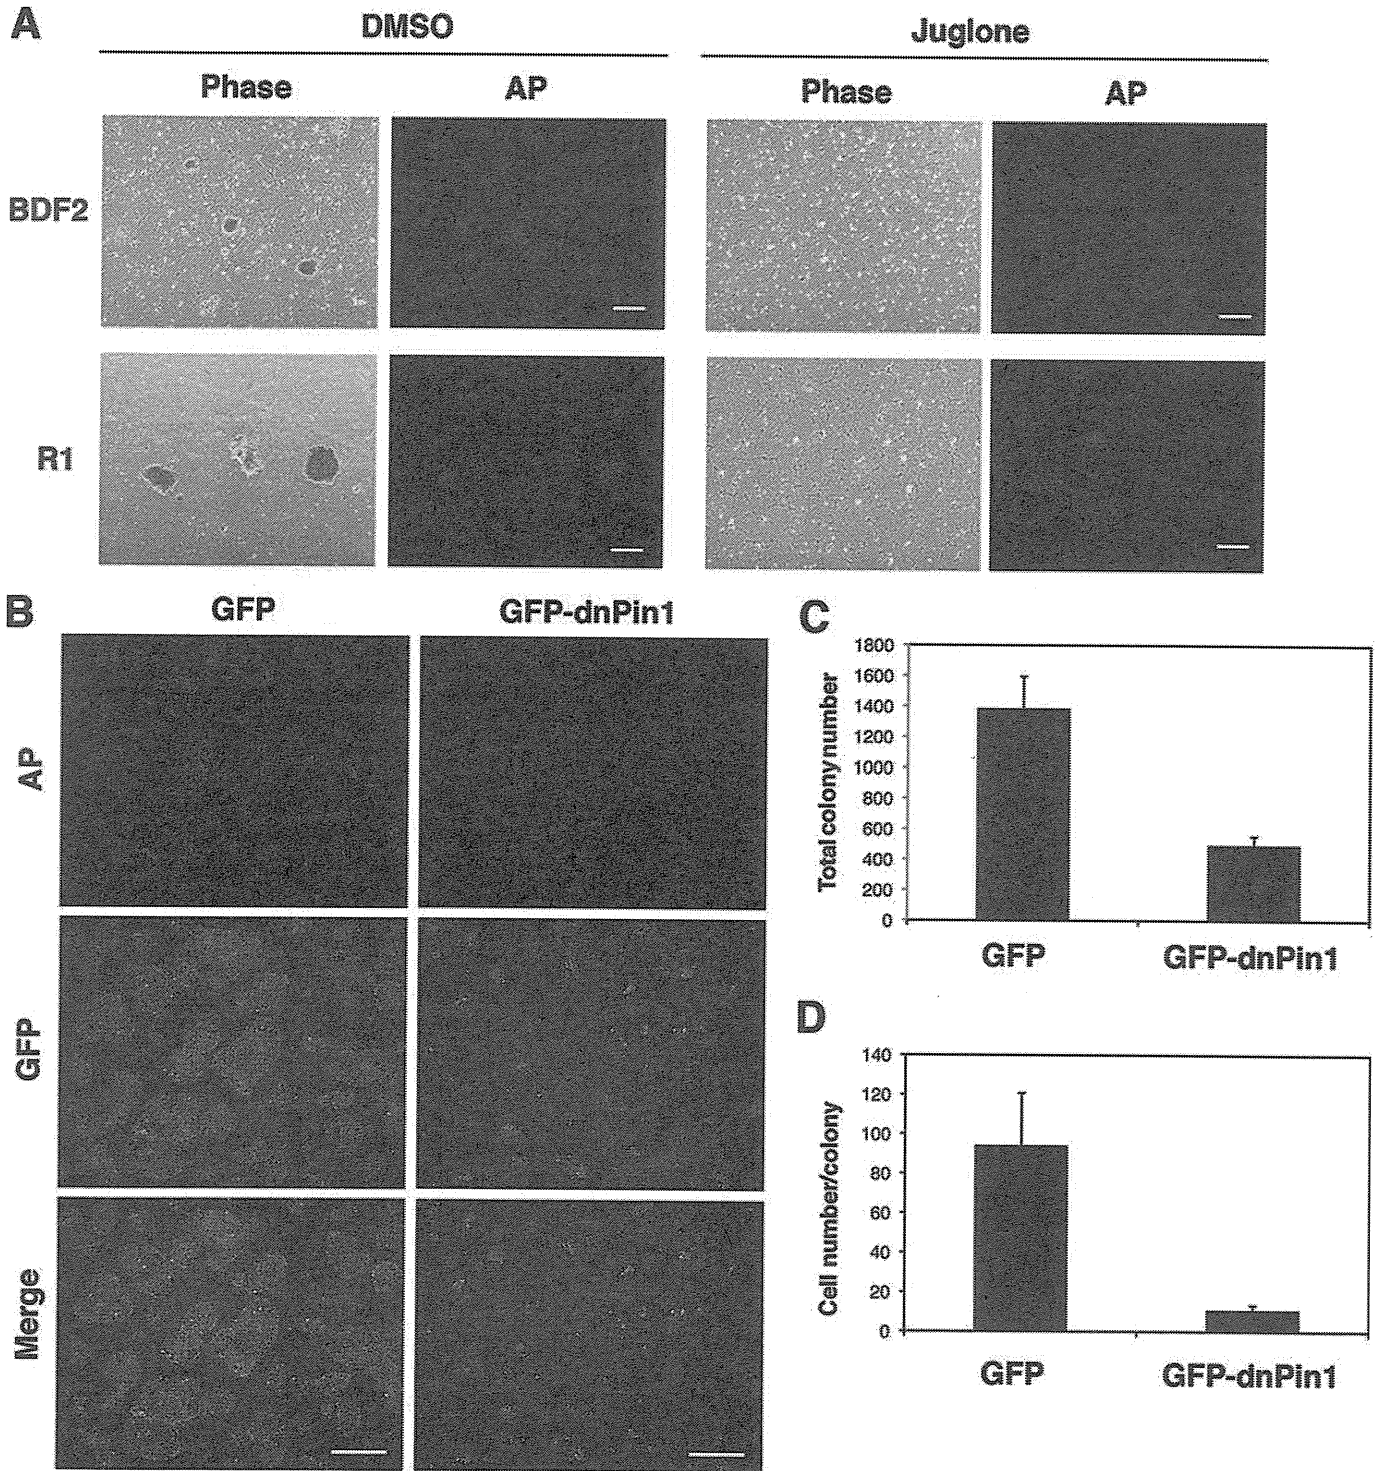 A
DMSO
Juglone
Phase
AP
Phase
AP
BDF2
R1
B
GFP
GFP-dnPin1
AP
GFP
Merge
C
Total colony number
1800
1600
1400
1200
1000
800
600
400
200
0
GFP
GFP-dnPin1
D
Cell number/colony
140
120
100
80
60
40
20
0
GFP
GFP-dnPin1